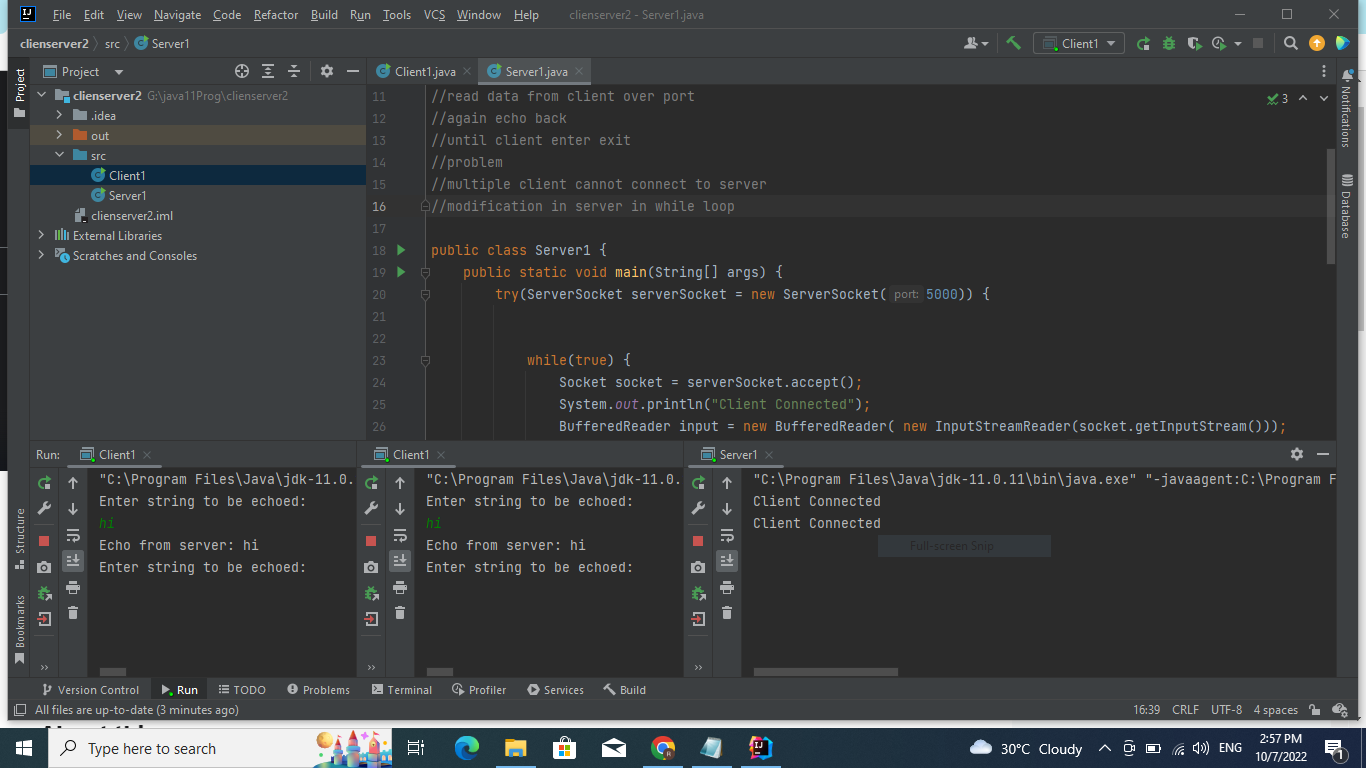 File Edit View Navigate Code Refactor Build Run Tools VCS Window Help clienserver2 - Server1.java
clienserver2 src Server1 Client1
Project Client1.java Server1.java
Project
clienserver2 G:\java11Prog\clienserver2
.idea
out
src
Client1
Server1
clienserver2.iml
External Libraries
Scratches and Consoles
3
11 //read data from client over port
12 //again echo back
13 //until client enter exit
14 //problem
15 //multiple client cannot connect to server
16 //modification in server in while loop
17
18 public class Server1 {
19 public static void main(String[] args) {
20 try(ServerSocket serverSocket = new ServerSocket( port: 5000)) {
21
22
23 while(true) {
24 Socket socket = serverSocket.accept();
25 System.out.println("Client Connected");
26 BufferedReader input = new BufferedReader( new InputStreamReader(socket.getInputStream()));
Notifications
Database
Structure
Bookmarks
Run: Client1
"C:\Program Files\Java\jdk-11.0.
Enter string to be echoed:
hi
Echo from server: hi
Enter string to be echoed:
Client1
"C:\Program Files\Java\jdk-11.0.
Enter string to be echoed:
hi
Echo from server: hi
Enter string to be echoed:
Server1
"C:\Program Files\Java\jdk-11.0.11\bin\java.exe" "-javaagent:C:\Program F
Client Connected
Client Connected
Full-screen Snip
Version Control Run TODO Problems Terminal Profiler Services Build
All files are up-to-date (3 minutes ago) 16:39 CRLF UTF-8 4 spaces
Type here to search
30°C Cloudy ENG
2:57 PM
10/7/2022
1